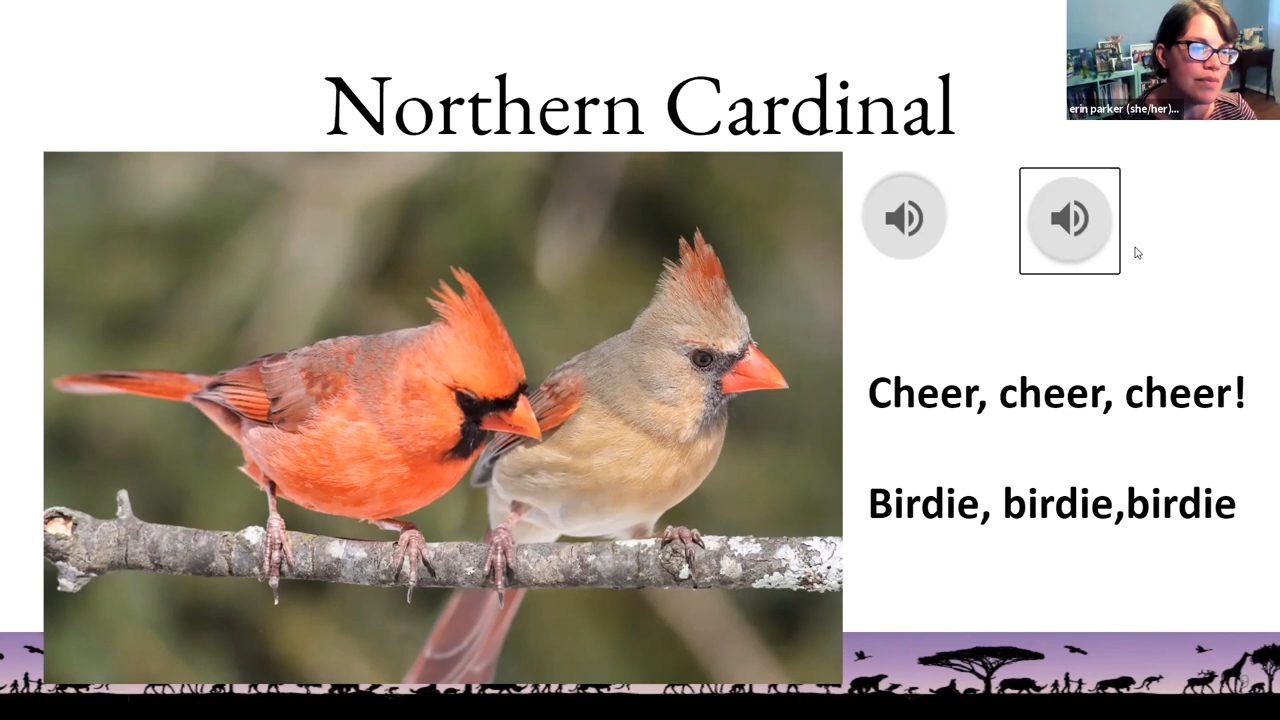 Northern Cardinal
erin parker (she/her)...
Cheer, cheer, cheer!
Birdie, birdie,birdie